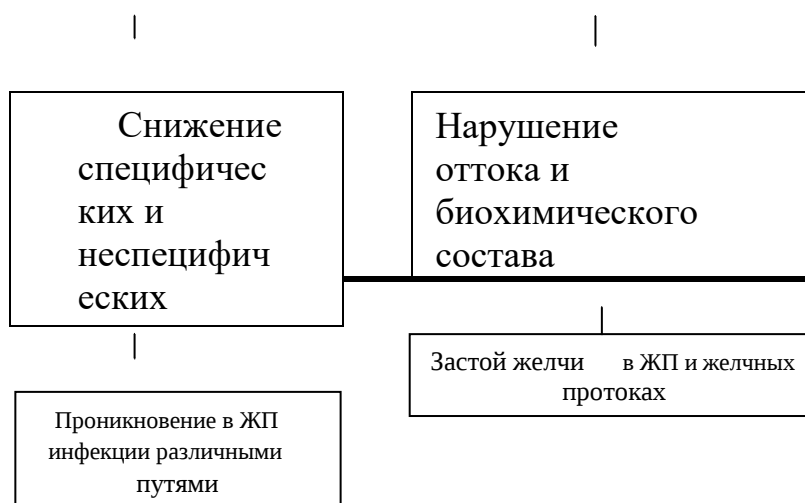 Снижение
специфичес
ких и
неспецифич
еских
Нарушение
оттока и
биохимического
состава
Застой желчи в ЖП и желчных
протоках
Проникновение в ЖП
инфекции различными
путями